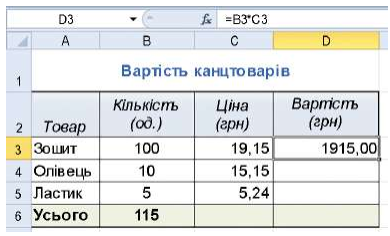 D3 fx =B3*C3
A B C D
1 Вартість канцтоварів
2 Товар Кількість (од.) Ціна (грн) Вартість (грн)
3 Зошит 100 19,15 1915,00
4 Олівець 10 15,15
5 Ластик 5 5,24
6 Усього 115